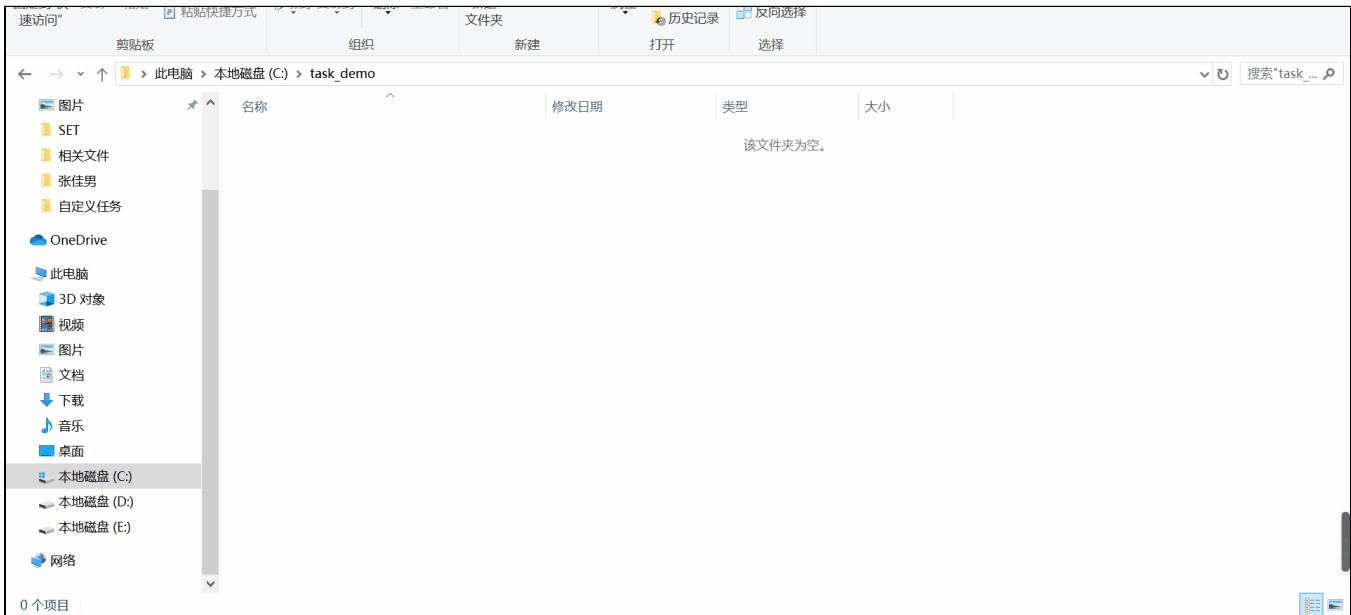 速访问"
粘贴快捷方式
文件夹
历史记录
反向选择
剪贴板
组织
新建
打开
选择
此电脑 > 本地磁盘 (C:) > task_demo
搜索"task_...
图片
SET
相关文件
张佳男
自定义任务
OneDrive
此电脑
3D 对象
视频
图片
文档
下载
音乐
桌面
本地磁盘 (C:)
本地磁盘 (D:)
本地磁盘 (E:)
网络
名称
修改日期
类型
大小
该文件夹为空。
0 个项目